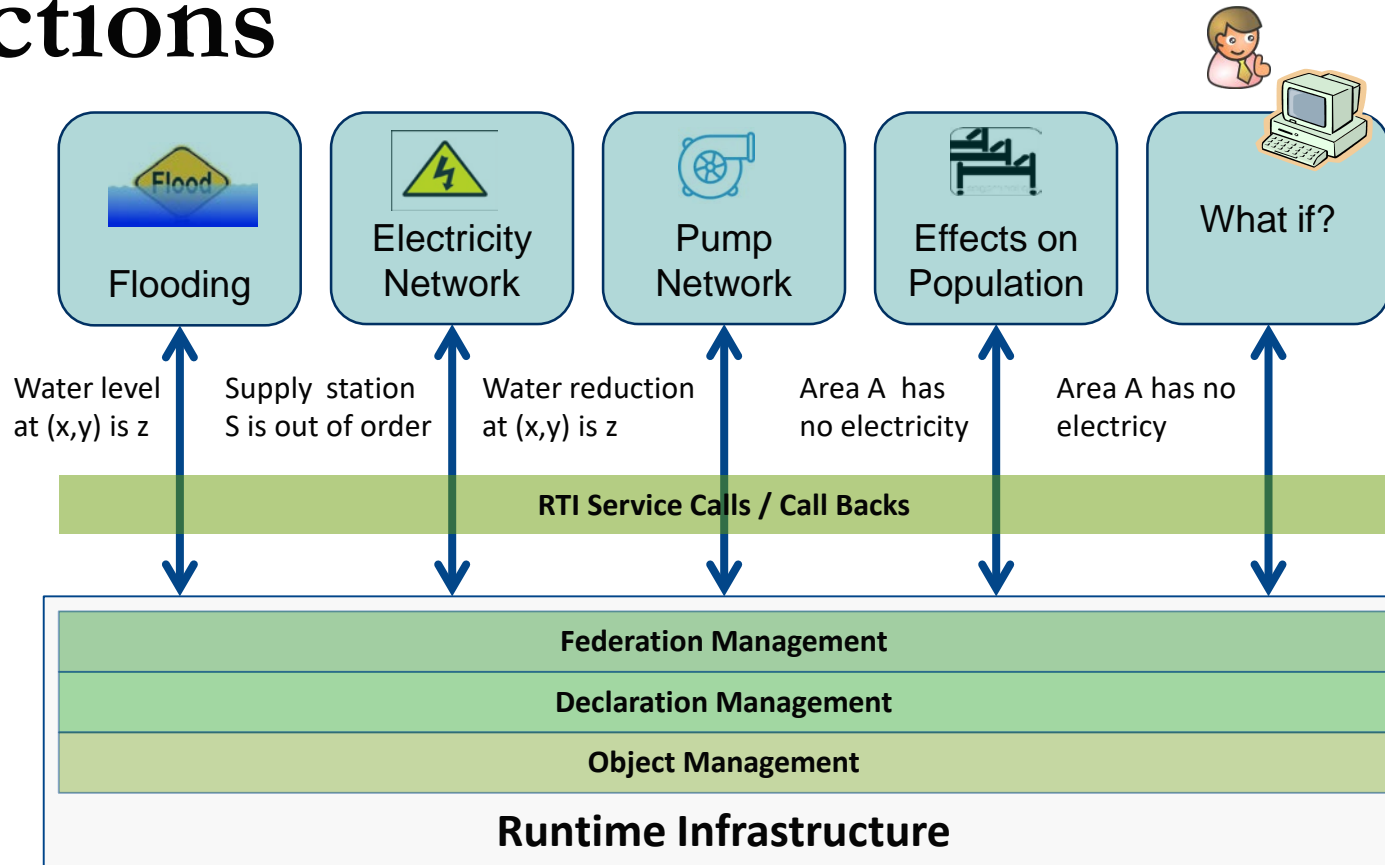 ctions
Flood
Flooding
Electricity
Network
Pump
Network
Effects on
Population
What if?
Water level
at (x,y) is z
Supply station
S is out of order
Water reduction
at (x,y) is z
Area A has
no electricity
Area A has no
electricy
RTI Service Calls / Call Backs
Federation Management
Declaration Management
Object Management
Runtime Infrastructure